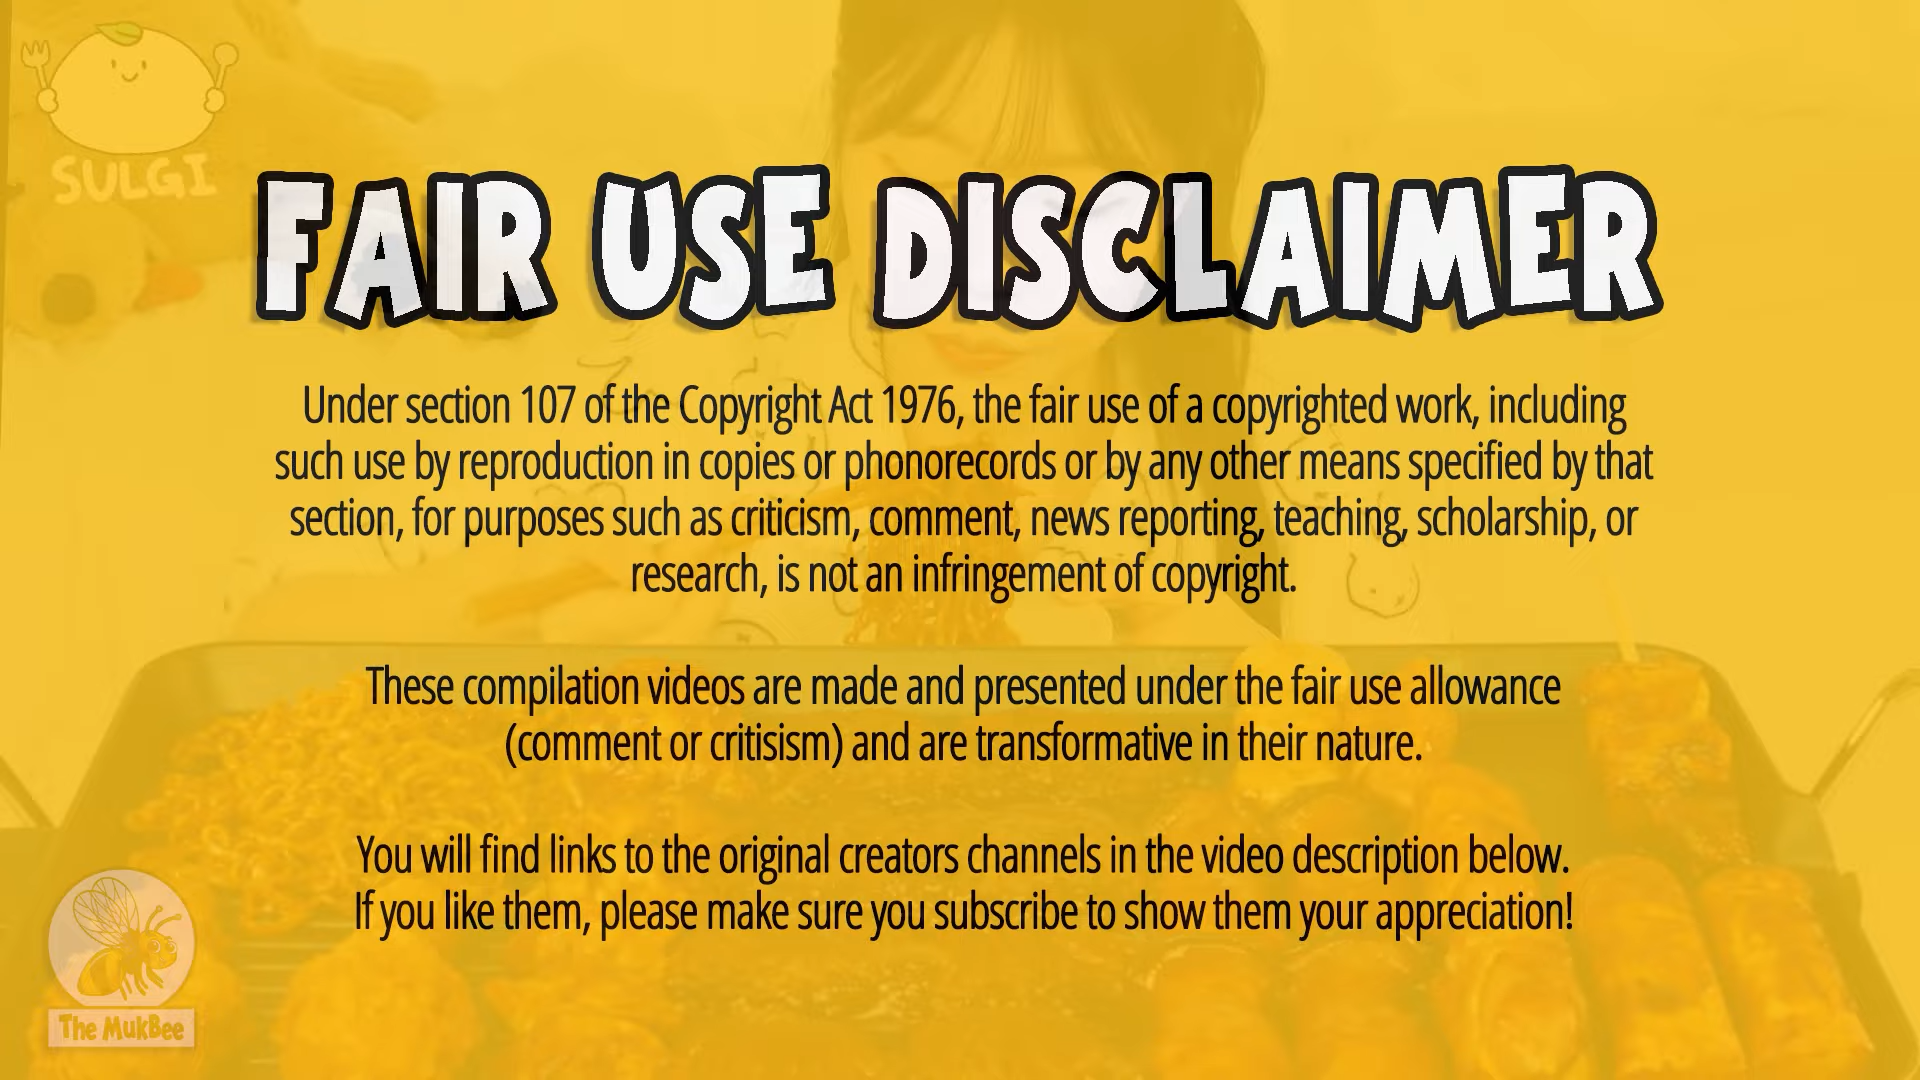 SULGI
FAIR USE DISCLAIMER
Under section 107 of the Copyright Act 1976, the fair use of a copyrighted work, including
such use by reproduction in copies or phonorecords or by any other means specified by that
section, for purposes such as criticism, comment, news reporting, teaching, scholarship, or
research, is not an infringement of copyright.
These compilation videos are made and presented under the fair use allowance
(comment or critisism) and are transformative in their nature.
You will find links to the original creators channels in the video description below.
If you like them, please make sure you subscribe to show them your appreciation!
The MukBee